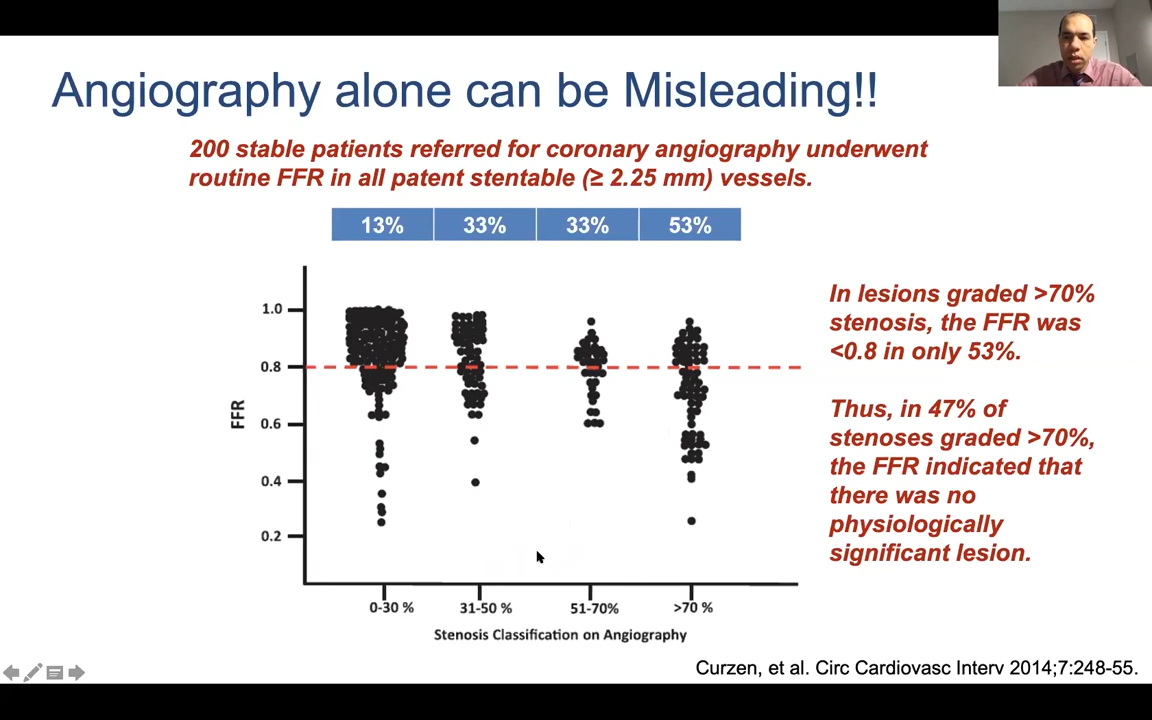 Angiography alone can be Misleading!!
200 stable patients referred for coronary angiography underwent
routine FFR in all patent stentable (≥ 2.25 mm) vessels.
13% 33% 33% 53%
1.0
0.8
0.6
0.4
0.2
FFR
0-30 % 31-50 % 51-70% >70 %
Stenosis Classification on Angiography
In lesions graded >70%
stenosis, the FFR was
<0.8 in only 53%.
Thus, in 47% of
stenoses graded >70%,
the FFR indicated that
there was no
physiologically
significant lesion.
Curzen, et al. Circ Cardiovasc Interv 2014;7:248-55.